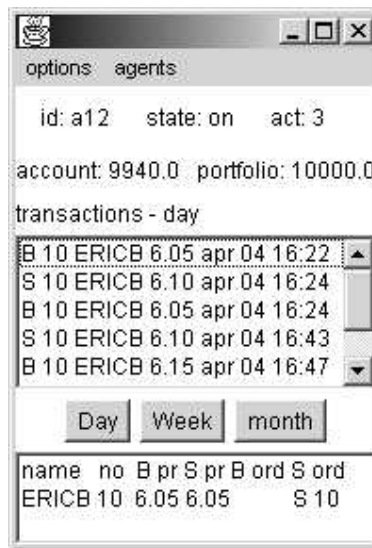 options agents
id: a12 state: on act: 3
account: 9940.0 portfolio: 10000.0
transactions - day
B 10 ERICB 6.05 apr 04 16:22
S 10 ERICB 6.10 apr 04 16:24
B 10 ERICB 6.05 apr 04 16:24
S 10 ERICB 6.10 apr 04 16:43
B 10 ERICB 6.15 apr 04 16:47
Day Week month
name no B pr S pr B ord S ord
ERICB 10 6.05 6.05 S 10